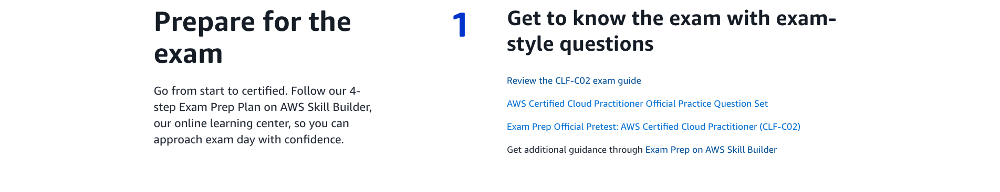 Prepare for the
exam
Go from start to certified. Follow our 4-
step Exam Prep Plan on AWS Skill Builder,
our online learning center, so you can
approach exam day with confidence.
1
Get to know the exam with exam-
style questions
Review the CLF-C02 exam guide
AWS Certified Cloud Practitioner Official Practice Question Set
Exam Prep Official Pretest: AWS Certified Cloud Practitioner (CLF-C02)
Get additional guidance through Exam Prep on AWS Skill Builder